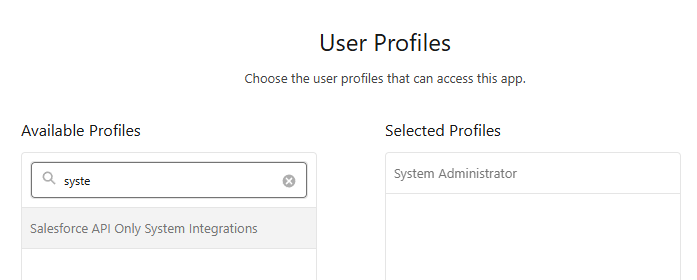 User Profiles
Choose the user profiles that can access this app.
Available Profiles
Selected Profiles
syste
System Administrator
Salesforce API Only System Integrations